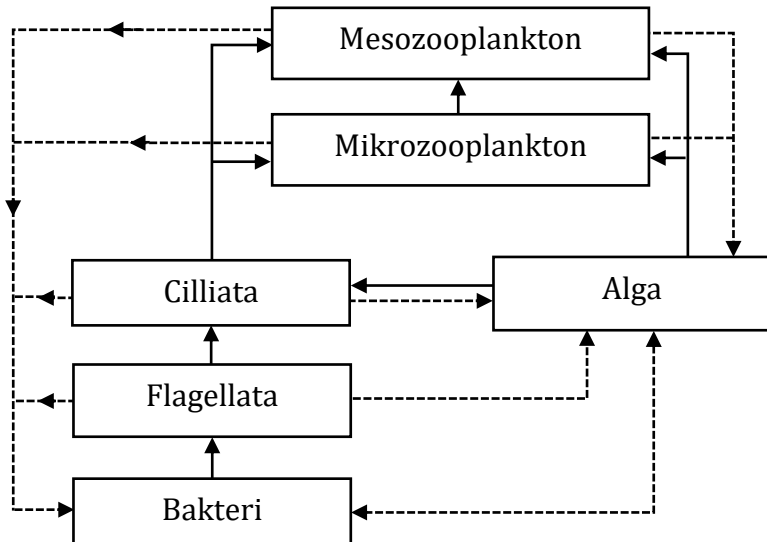 Mesozooplankton
Mikrozooplankton
Cilliata
Alga
Flagellata
Bakteri